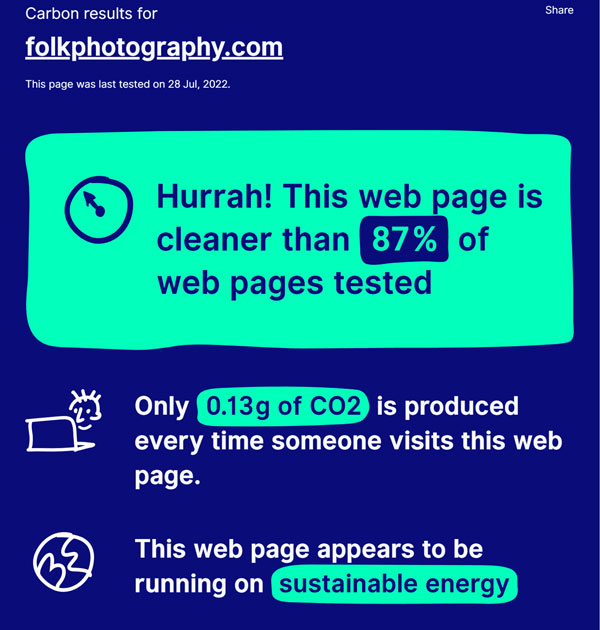 Carbon results for
Share
folkphotography.com
This page was last tested on 28 Jul, 2022.
Hurrah! This web page is
cleaner than 87% of
web pages tested
Only 0.13g of CO2 is produced
every time someone visits this web
page.
This web page appears to be
running on sustainable energy